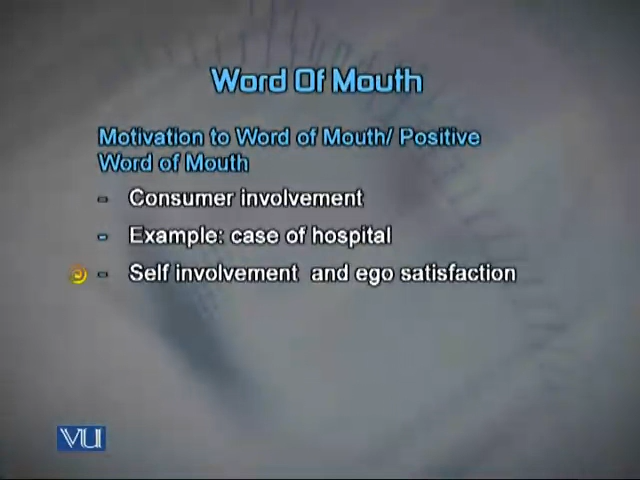 Word Of Mouth
Motivation to Word of Mouth/ Positive
Word of Mouth
- Consumer involvement
- Example: case of hospital
- Self involvement and ego satisfaction
VU